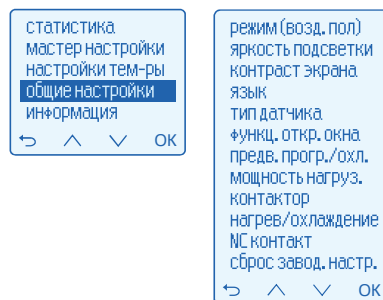 статистика
мастер настройки
настройки тем-ры
общие настройки
информация
OK
режим (возд. пол)
яркость подсветки
контраст экрана
язык
тип датчика
функц. откр. окна
предв. прогр./охл.
мощность нагруз.
контактор
нагрев/охлаждение
NC контакт
сброс завод. настр.
OK